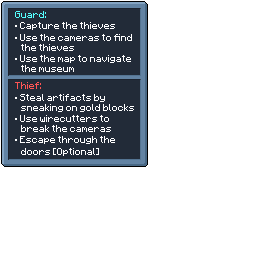 Guard:
• Capture the thieves
• Use the cameras to find
the thieves
• Use the map to navigate
the museum
Thief:
• Steal artifacts by
sneaking on gold blocks
• Use wirecutters to
break the cameras
• Escape through the
doors [Optional]